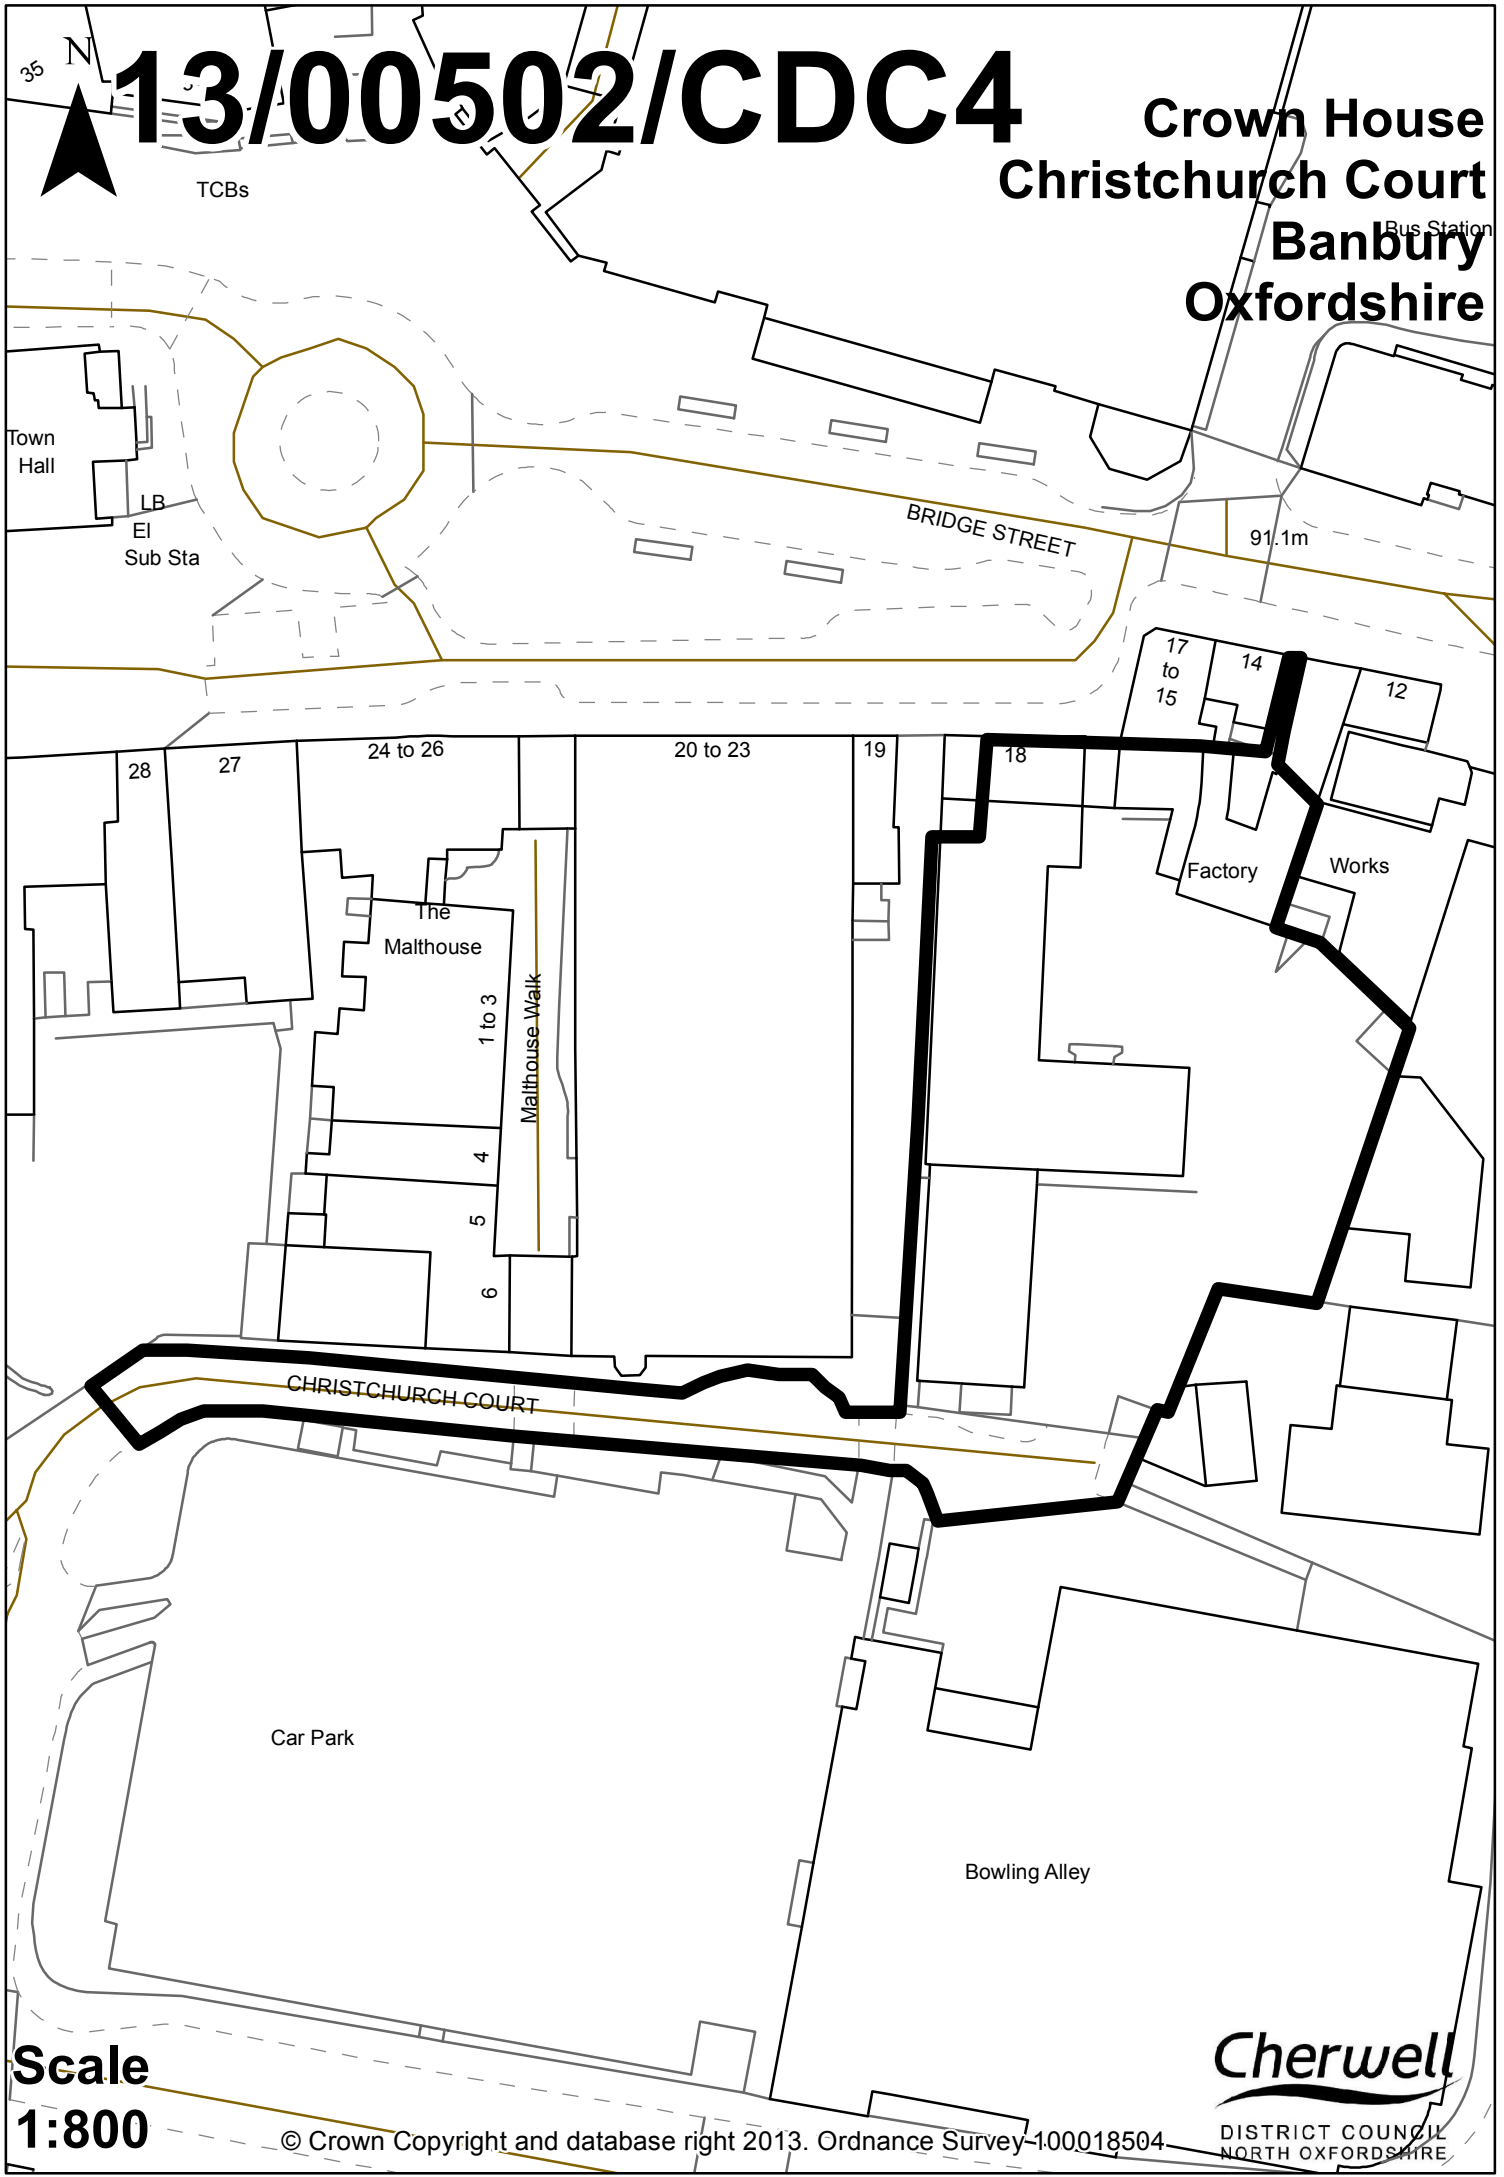 13/00502/CDC4
Crown House
Christchurch Court
Banbury
Oxfordshire
N
35
TCBs
Bus Station
Town
Hall
LB
El
Sub Sta
BRIDGE STREET
91.1m
17
to
15
14
12
28
27
24 to 26
20 to 23
19
18
Factory
Works
The
Malthouse
1 to 3
Malthouse Walk
4
5
6
CHRISTCHURCH COURT
Car Park
Bowling Alley
Scale
1:800
© Crown Copyright and database right 2013. Ordnance Survey 100018504
Cherwell
DISTRICT COUNCIL
NORTH OXFORDSHIRE